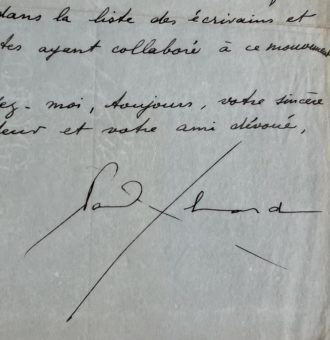 dans la liste des écrivains et
tes ayant collaboré à ce mouvement
ez-moi, toujours, votre sincère
eur et votre ami dévoué,